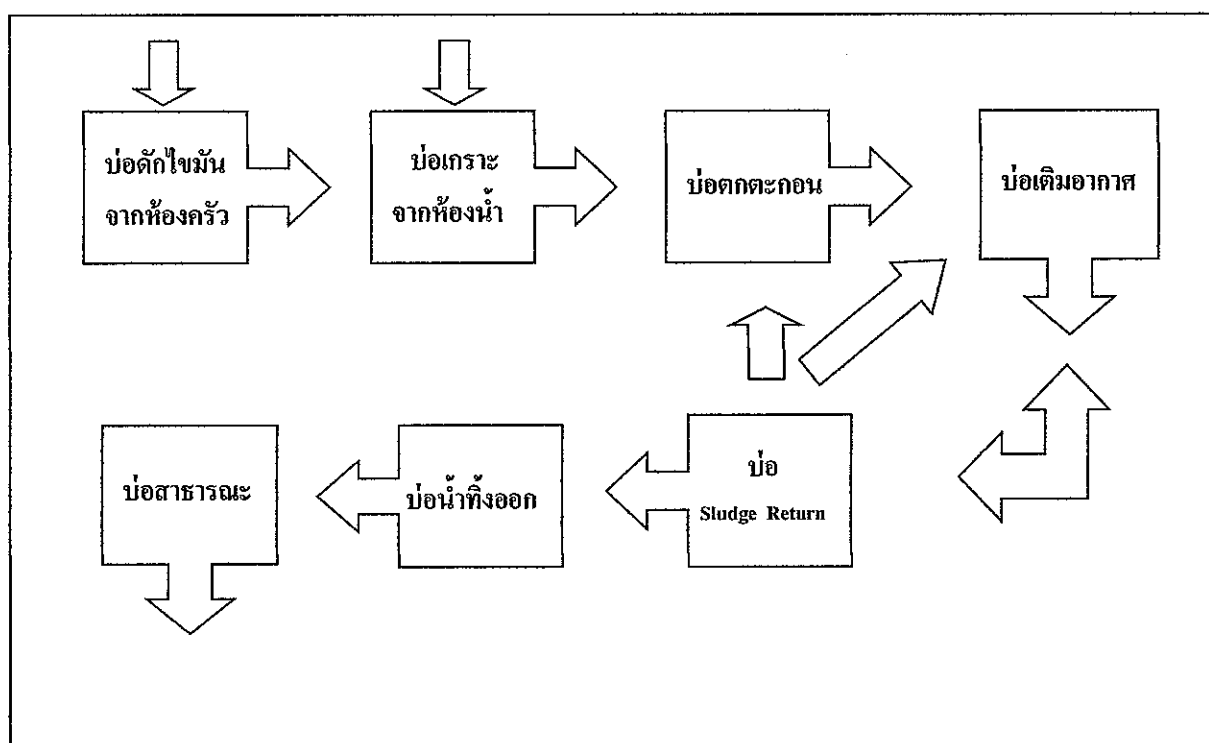 บ่อดักไขมัน
จากห้องครัว
บ่อเกราะ
จากห้องน้ำ
บ่อตกตะกอน
บ่อเติมอากาศ
บ่อสาธารณะ
บ่อน้ำทิ้งออก
บ่อ
Sludge Return